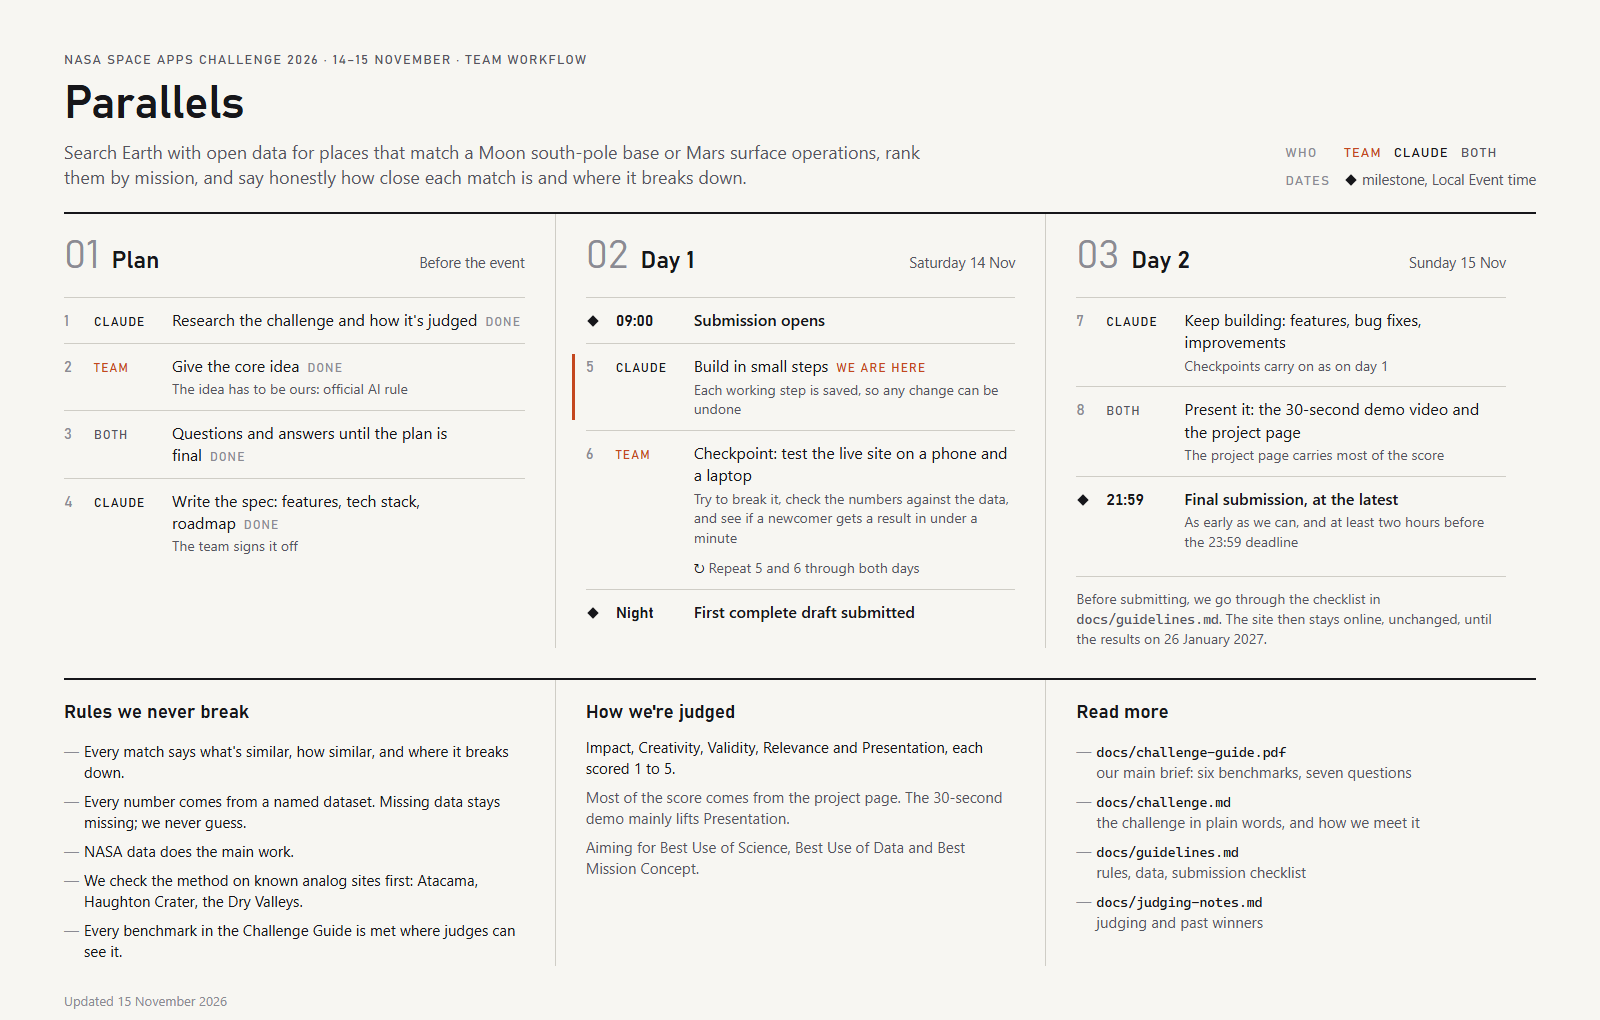 NASA SPACE APPS CHALLENGE 2026 · 14–15 NOVEMBER · TEAM WORKFLOW
Parallels
Search Earth with open data for places that match a Moon south-pole base or Mars surface operations, rank
them by mission, and say honestly how close each match is and where it breaks down.
WHO TEAM CLAUDE BOTH
DATES ◆ milestone, Local Event time
01 Plan Before the event
1 CLAUDE Research the challenge and how it's judged DONE
2 TEAM Give the core idea DONE
The idea has to be ours: official AI rule
3 BOTH Questions and answers until the plan is
final DONE
4 CLAUDE Write the spec: features, tech stack,
roadmap DONE
The team signs it off
02 Day 1 Saturday 14 Nov
◆ 09:00 Submission opens
5 CLAUDE Build in small steps WE ARE HERE
Each working step is saved, so any change can be
undone
6 TEAM Checkpoint: test the live site on a phone and
a laptop
Try to break it, check the numbers against the data,
and see if a newcomer gets a result in under a
minute
↻ Repeat 5 and 6 through both days
◆ Night First complete draft submitted
03 Day 2 Sunday 15 Nov
7 CLAUDE Keep building: features, bug fixes,
improvements
Checkpoints carry on as on day 1
8 BOTH Present it: the 30-second demo video and
the project page
The project page carries most of the score
◆ 21:59 Final submission, at the latest
As early as we can, and at least two hours before
the 23:59 deadline
Before submitting, we go through the checklist in
docs/guidelines.md. The site then stays online, unchanged, until
the results on 26 January 2027.
Rules we never break
— Every match says what's similar, how similar, and where it breaks
down.
— Every number comes from a named dataset. Missing data stays
missing; we never guess.
— NASA data does the main work.
— We check the method on known analog sites first: Atacama,
Haughton Crater, the Dry Valleys.
— Every benchmark in the Challenge Guide is met where judges can
see it.
How we're judged
Impact, Creativity, Validity, Relevance and Presentation, each
scored 1 to 5.
Most of the score comes from the project page. The 30-second
demo mainly lifts Presentation.
Aiming for Best Use of Science, Best Use of Data and Best
Mission Concept.
Read more
— docs/challenge-guide.pdf
our main brief: six benchmarks, seven questions
— docs/challenge.md
the challenge in plain words, and how we meet it
— docs/guidelines.md
rules, data, submission checklist
— docs/judging-notes.md
judging and past winners
Updated 15 November 2026